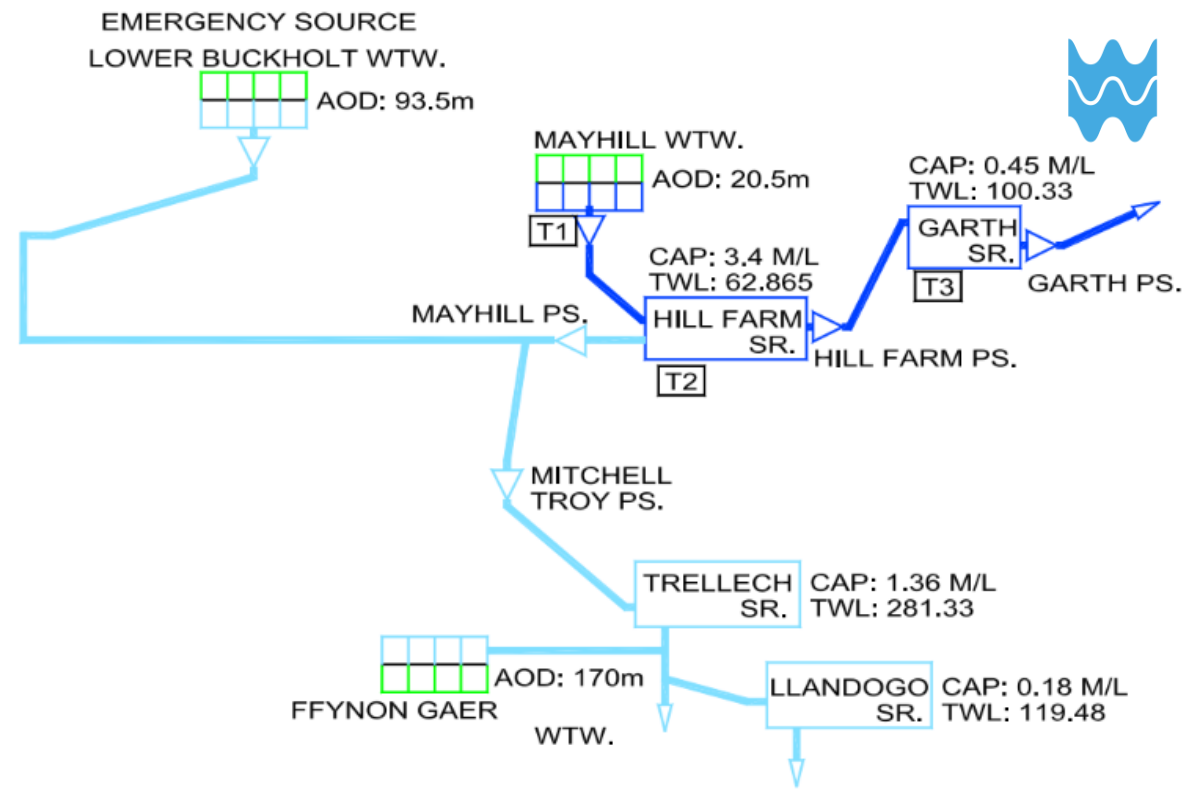 EMERGENCY SOURCE
LOWER BUCKHOLT WTW.
AOD: 93.5m
MAYHILL WTW.
AOD: 20.5m
T1
CAP: 0.45 M/L
TWL: 100.33
GARTH
SR.
T3
GARTH PS.
CAP: 3.4 M/L
TWL: 62.865
HILL FARM
SR.
T2
HILL FARM PS.
MAYHILL PS.
MITCHELL
TROY PS.
TRELLECH
SR.
CAP: 1.36 M/L
TWL: 281.33
AOD: 170m
FFYNON GAER
WTW.
LLANDOGO
SR.
CAP: 0.18 M/L
TWL: 119.48